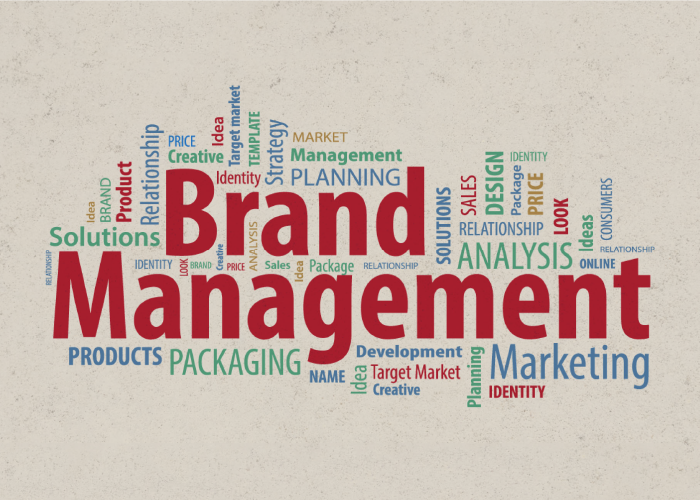 Idea
BRAND
Product
Relationship
PRICE
Creative
Idea
Target market
TEMPLATE
Strategy
MARKET
Management
Identity
PLANNING
Brand
SOLUTIONS
SALES
DESIGN
IDENTITY
Package
PRICE
LOOK
RELATIONSHIP
ANALYSIS
Ideas
CONSUMERS
RELATIONSHIP
ONLINE
Solutions
RELATIONSHIP
IDENTITY
LOOK
BRAND
Creative
PRICE
ANALYSIS
Sales
Idea
Package
RELATIONSHIP
Management
PRODUCTS
PACKAGING
NAME
Development
Idea
Target Market
Creative
Planning
Marketing
IDENTITY